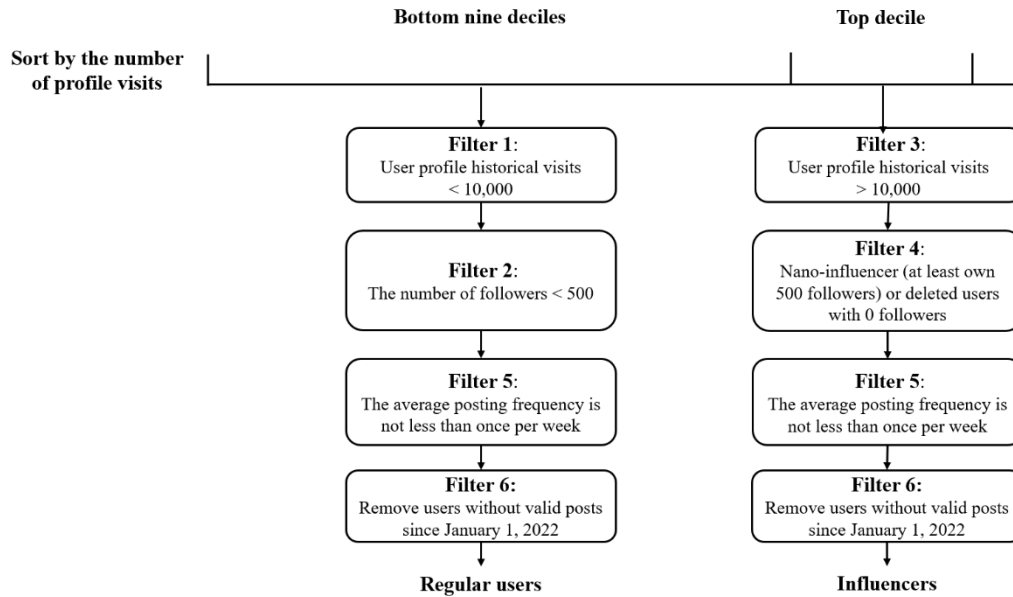 Bottom nine deciles
Top decile
Sort by the number
of profile visits
Filter 1:
User profile historical visits
< 10,000
Filter 2:
The number of followers < 500
Filter 5:
The average posting frequency is
not less than once per week
Filter 6:
Remove users without valid posts
since January 1, 2022
Regular users
Filter 3:
User profile historical visits
> 10,000
Filter 4:
Nano-influencer (at least own
500 followers) or deleted users
with 0 followers
Filter 5:
The average posting frequency is
not less than once per week
Filter 6:
Remove users without valid posts
since January 1, 2022
Influencers